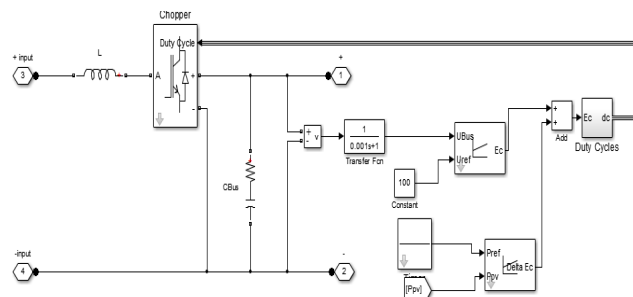 Chopper
Duty Cycle
A
+
-
+ input
3
L
+
1
CBus
+
-
v
1
0.001s+1
Transfer Fcn
UBus
Uref
Ec
100
Constant
+
+
Add
Ec
dc
Duty Cycles
-input
4
-
2
[Ppv]
Pref
Ppv
Delta Ec